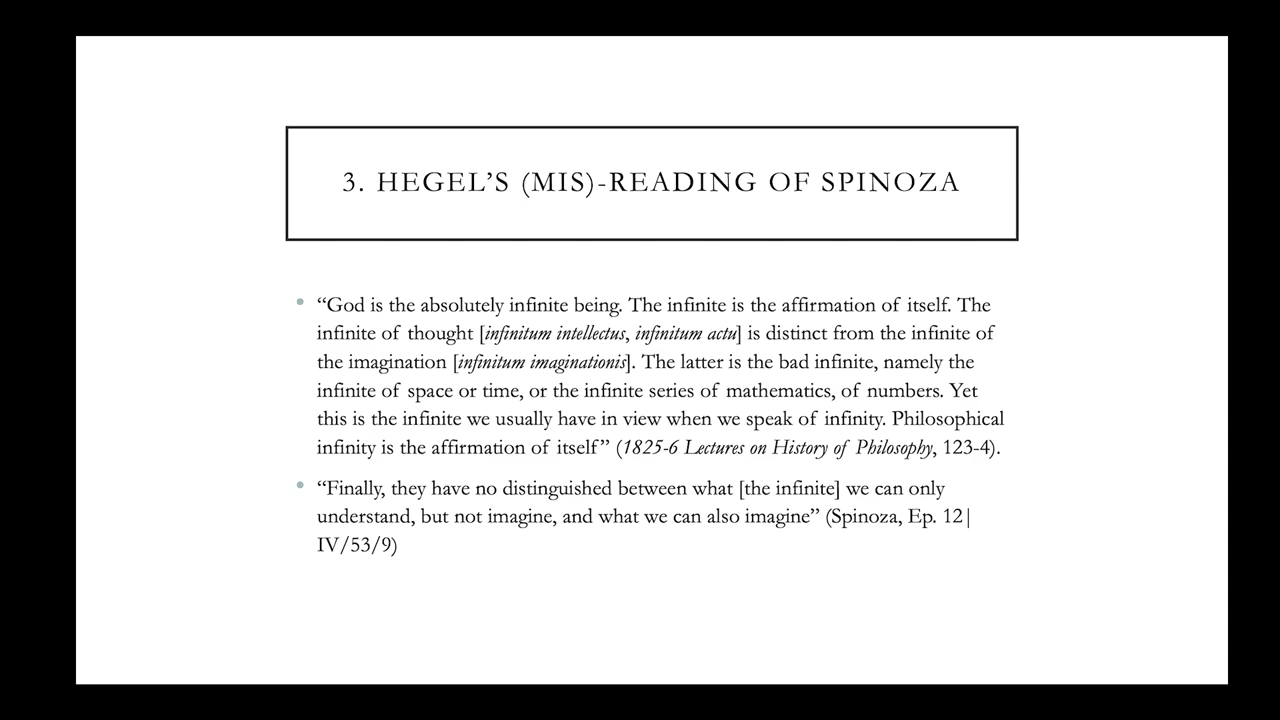 3. HEGEL’S (MIS)-READING OF SPINOZA
• “God is the absolutely infinite being. The infinite is the affirmation of itself. The
infinite of thought [infinitum intellectus, infinitum actu] is distinct from the infinite of
the imagination [infinitum imaginationis]. The latter is the bad infinite, namely the
infinite of space or time, or the infinite series of mathematics, of numbers. Yet
this is the infinite we usually have in view when we speak of infinity. Philosophical
infinity is the affirmation of itself” (1825-6 Lectures on History of Philosophy, 123-4).
• “Finally, they have no distinguished between what [the infinite] we can only
understand, but not imagine, and what we can also imagine” (Spinoza, Ep. 12|
IV/53/9)